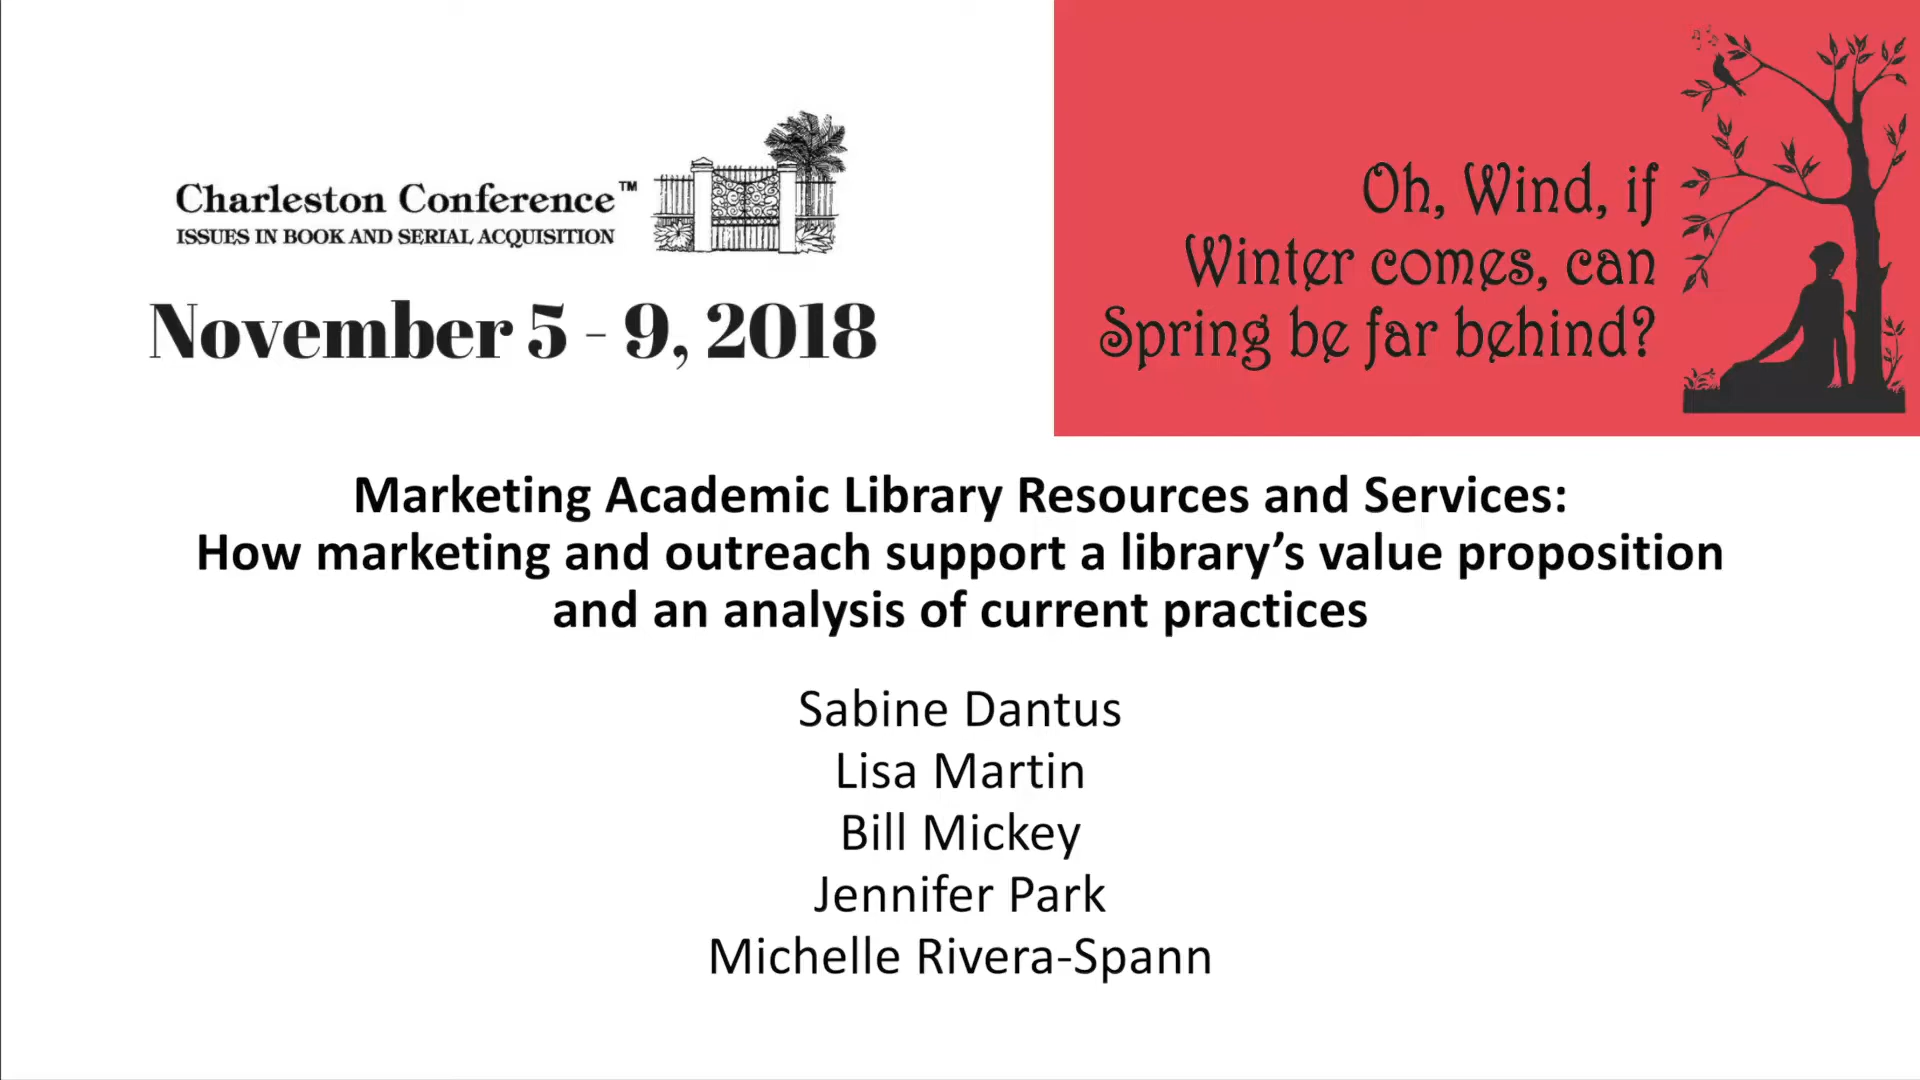 Charleston Conference™
ISSUES IN BOOK AND SERIAL ACQUISITION
November 5 - 9, 2018
Oh, Wind, if
Winter comes, can
Spring be far behind?
Marketing Academic Library Resources and Services:
How marketing and outreach support a library’s value proposition
and an analysis of current practices
Sabine Dantus
Lisa Martin
Bill Mickey
Jennifer Park
Michelle Rivera-Spann